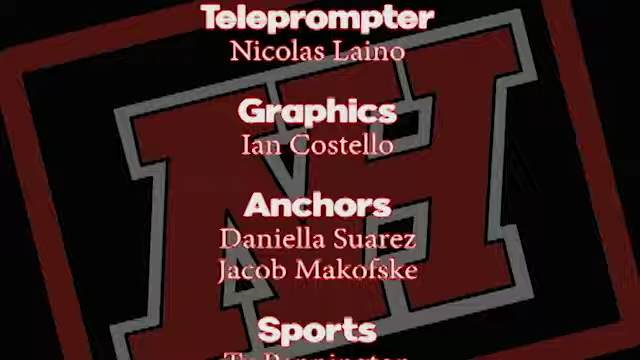 Teleprompter
Nicolas Laino
Graphics
Ian Costello
Anchors
Daniella Suarez
Jacob Makofske
Sports